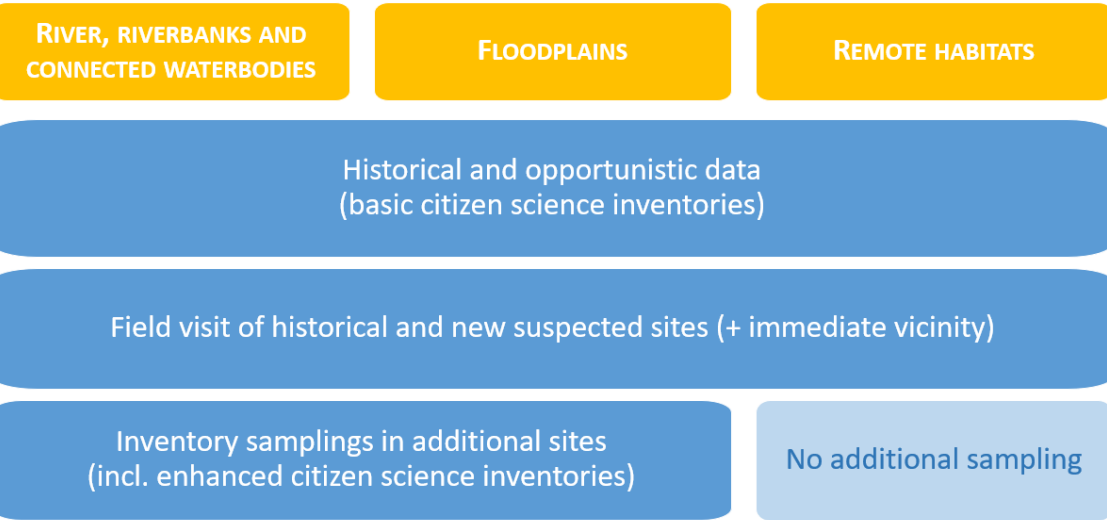 RIVER, RIVERBANKS AND
CONNECTED WATERBODIES
FLOODPLAINS
REMOTE HABITATS
Historical and opportunistic data
(basic citizen science inventories)
Field visit of historical and new suspected sites (+ immediate vicinity)
Inventory samplings in additional sites
(incl. enhanced citizen science inventories)
No additional sampling